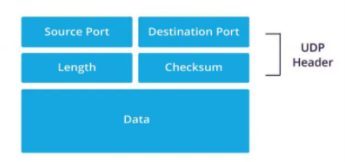 Source Port
Destination Port
UDP
Header
Length
Checksum
Data